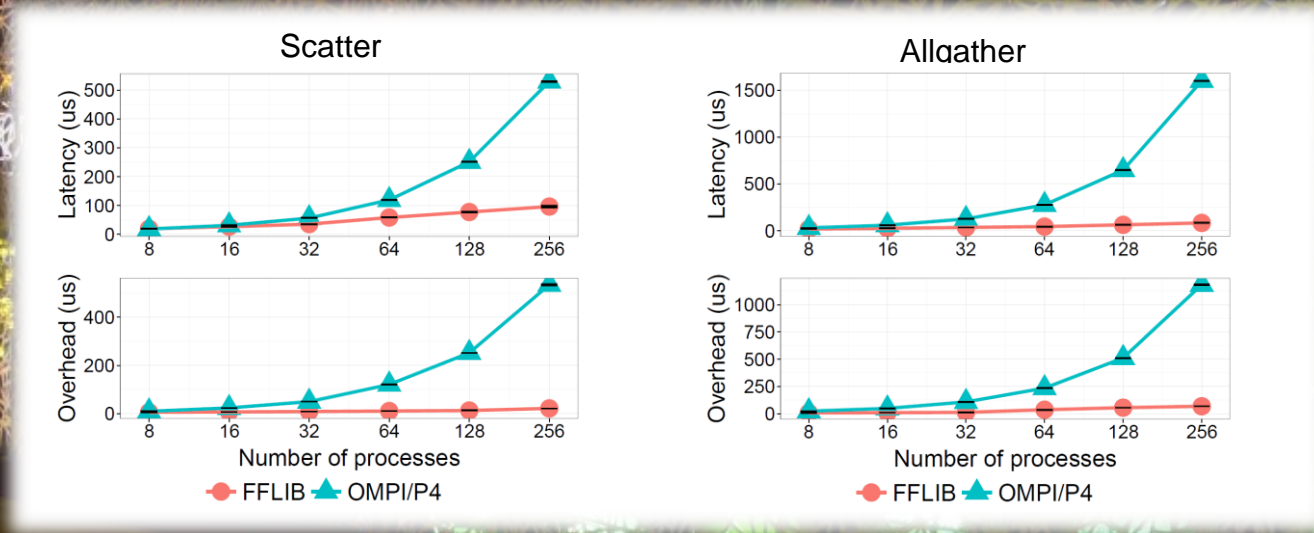 Scatter
Latency (us)
500
400
300
200
100
0
8 16 32 64 128 256
Overhead (us)
400
200
0
8 16 32 64 128 256
Number of processes
FFLIB OMPI/P4
Allgather
Latency (us)
1500
1000
500
0
8 16 32 64 128 256
Overhead (us)
1000
750
500
250
0
8 16 32 64 128 256
Number of processes
FFLIB OMPI/P4